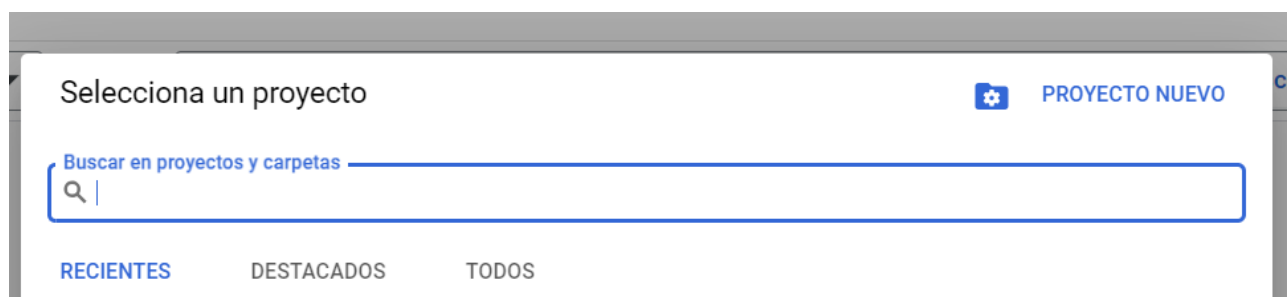 Selecciona un proyecto
PROYECTO NUEVO
Buscar en proyectos y carpetas
RECIENTES
DESTACADOS
TODOS